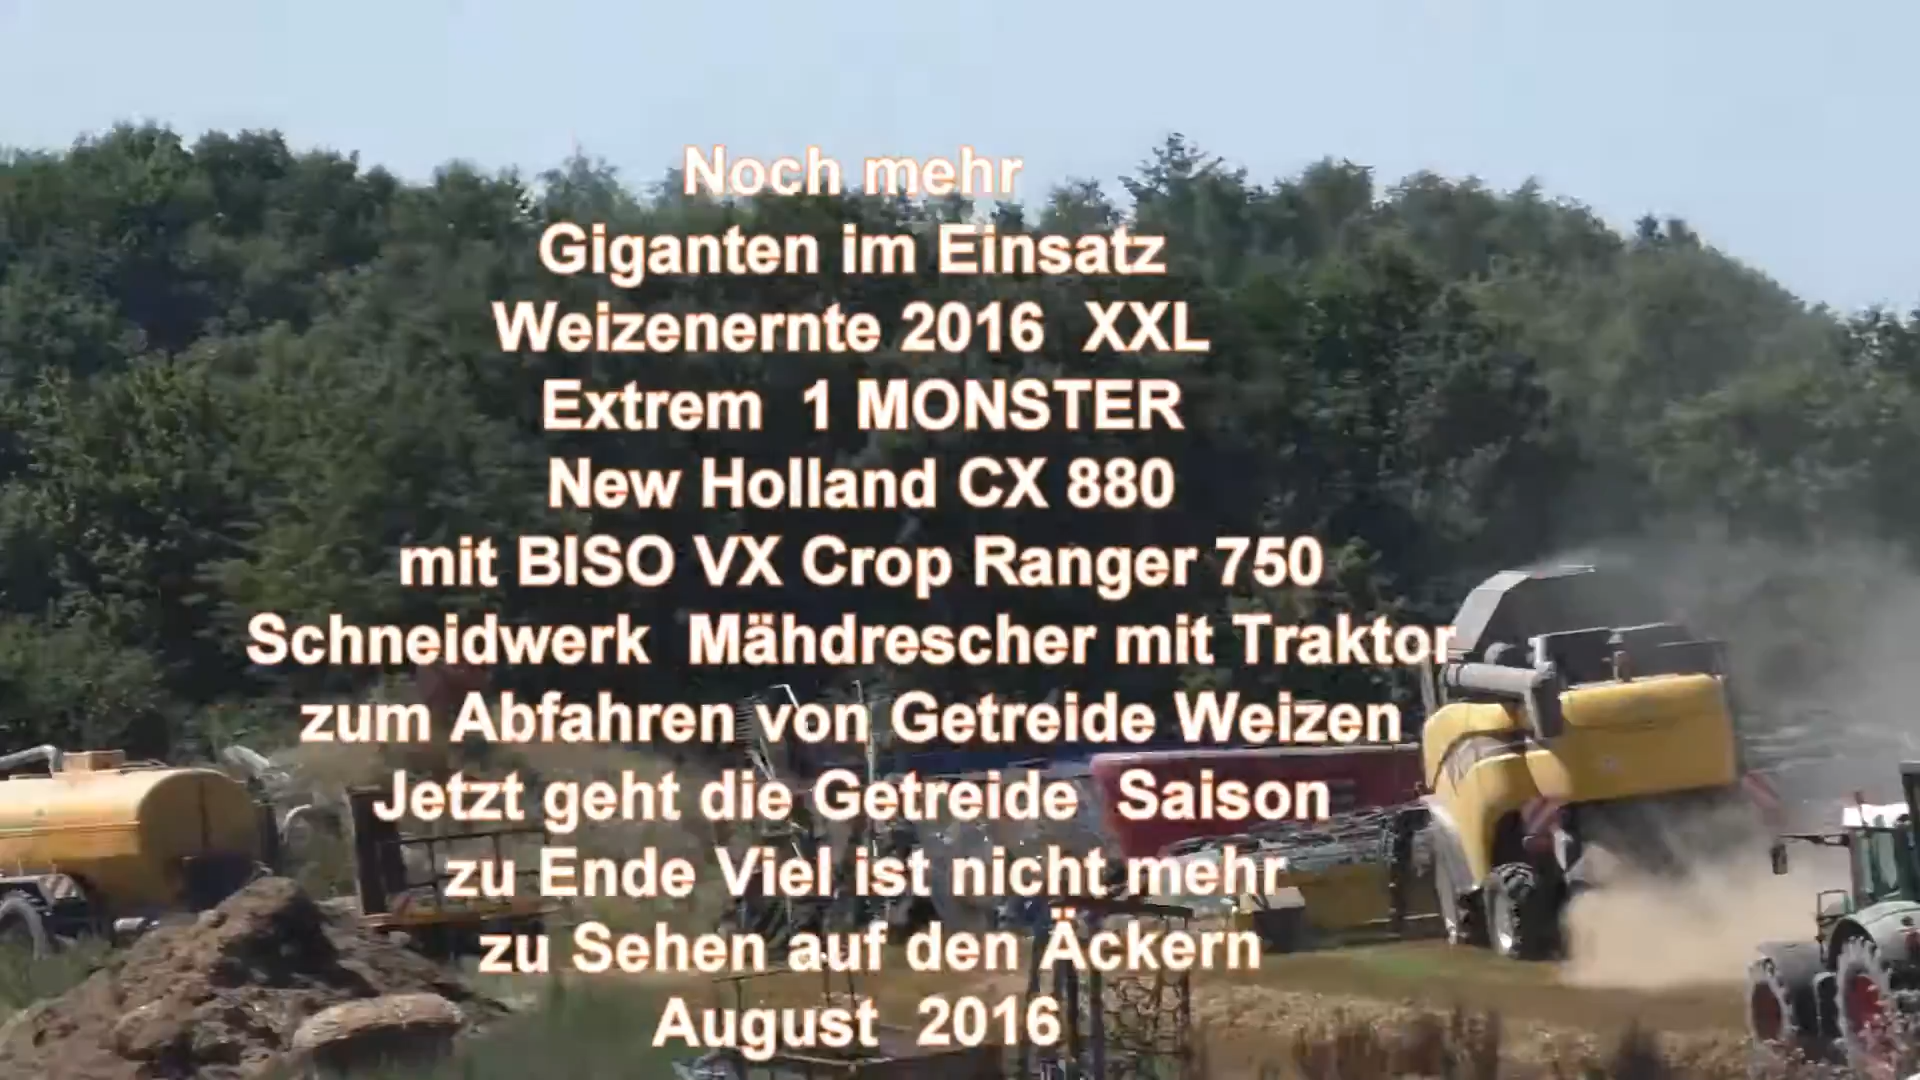 Noch mehr
Giganten im Einsatz
Weizenernte 2016 XXL
Extrem 1 MONSTER
New Holland CX 880
mit BISO VX Crop Ranger 750
Schneidwerk Mähdrescher mit Traktor
zum Abfahren von Getreide Weizen
Jetzt geht die Getreide Saison
zu Ende Viel ist nicht mehr
zu Sehen auf den Äckern
August 2016